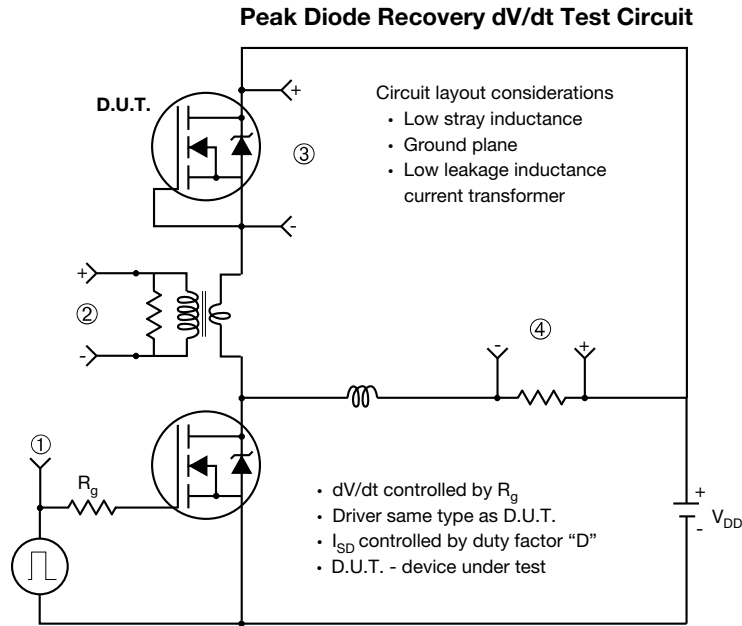 Peak Diode Recovery dV/dt Test Circuit
+
D.U.T.
Circuit layout considerations
• Low stray inductance
• Ground plane
• Low leakage inductance
current transformer
③
-
+
②
-
④
-
+
①
Rg
+
VDD
-
• dV/dt controlled by Rg
• Driver same type as D.U.T.
• ISD controlled by duty factor “D”
• D.U.T. - device under test